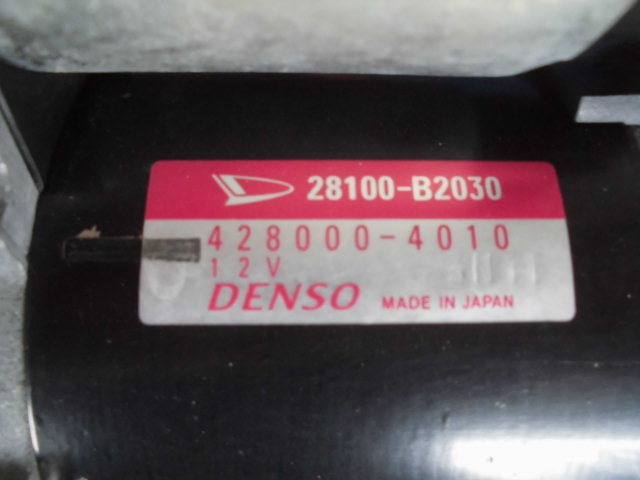 28100-B2030
428000-4010
12V
DENSO MADE IN JAPAN